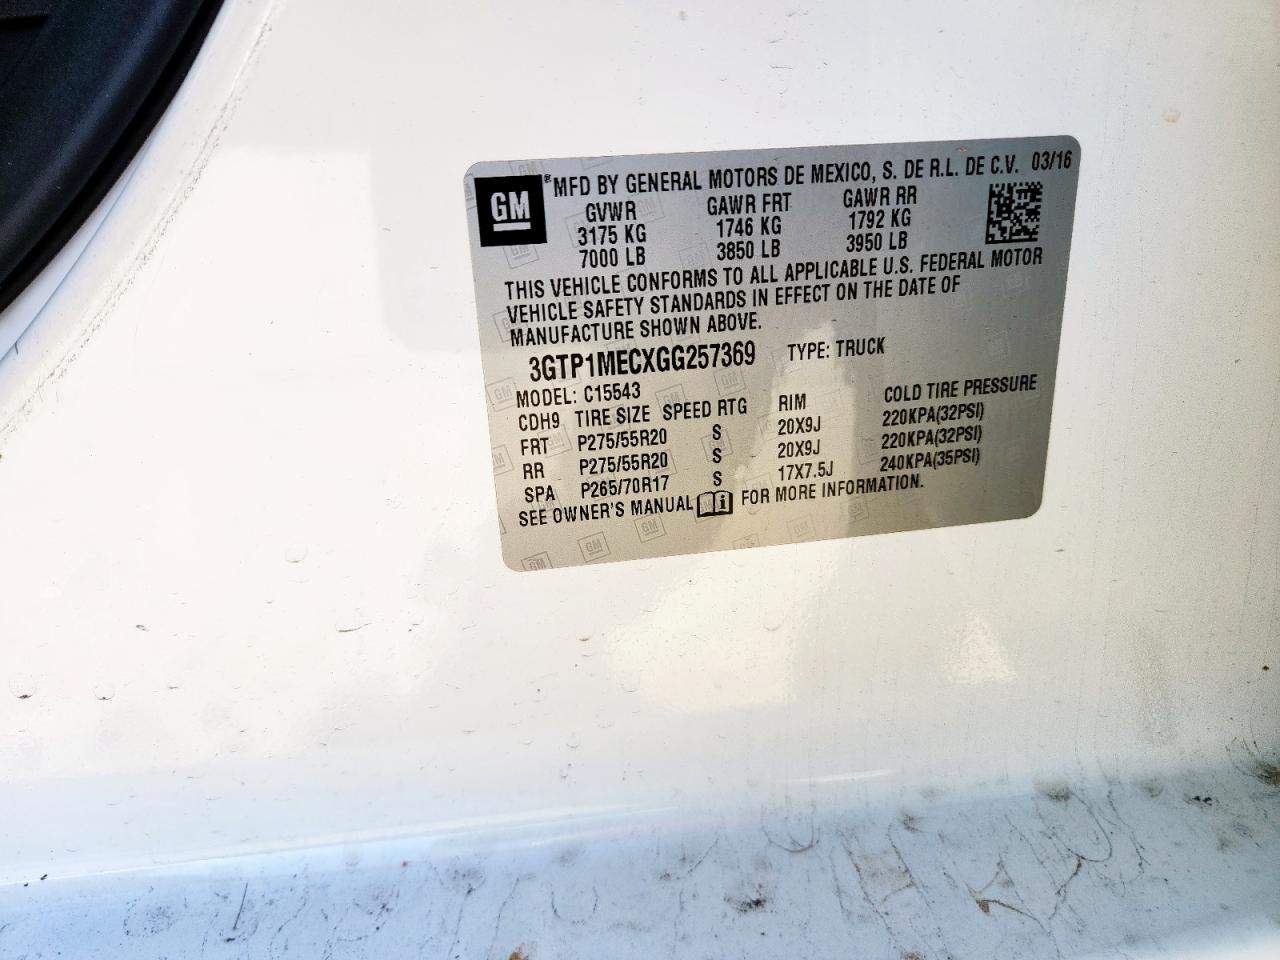 GM ® MFD BY GENERAL MOTORS DE MEXICO, S. DE R.L. DE C.V. 03/16
GVWR GAWR FRT GAWR RR
3175 KG 1746 KG 1792 KG
7000 LB 3850 LB 3950 LB
THIS VEHICLE CONFORMS TO ALL APPLICABLE U.S. FEDERAL MOTOR
VEHICLE SAFETY STANDARDS IN EFFECT ON THE DATE OF
MANUFACTURE SHOWN ABOVE.
3GTP1MECXGG257369 TYPE: TRUCK
MODEL: C15543
CDH9 TIRE SIZE SPEED RTG RIM COLD TIRE PRESSURE
FRT P275/55R20 S 20X9J 220KPA(32PSI)
RR P275/55R20 S 20X9J 220KPA(32PSI)
SPA P265/70R17 S 17X7.5J 240KPA(35PSI)
SEE OWNER'S MANUAL FOR MORE INFORMATION.